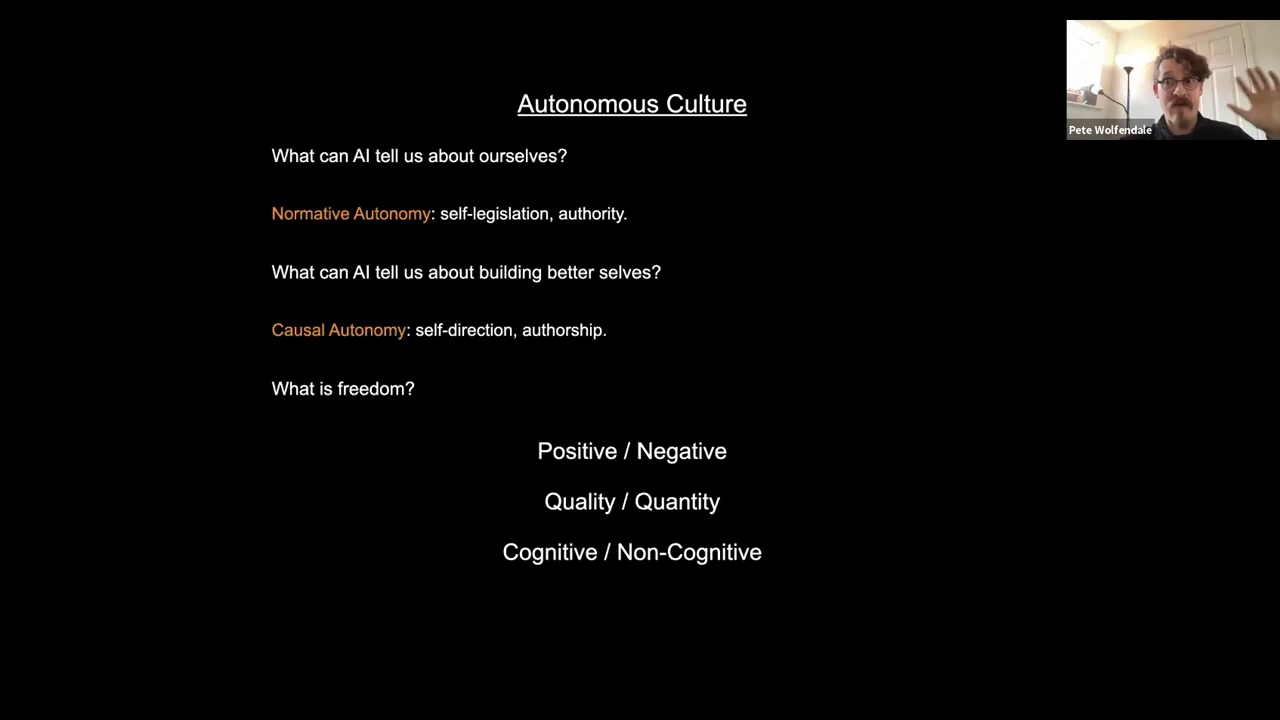 Autonomous Culture
Pete Wolfendale
What can AI tell us about ourselves?
Normative Autonomy: self-legislation, authority.
What can AI tell us about building better selves?
Causal Autonomy: self-direction, authorship.
What is freedom?
Positive / Negative
Quality / Quantity
Cognitive / Non-Cognitive